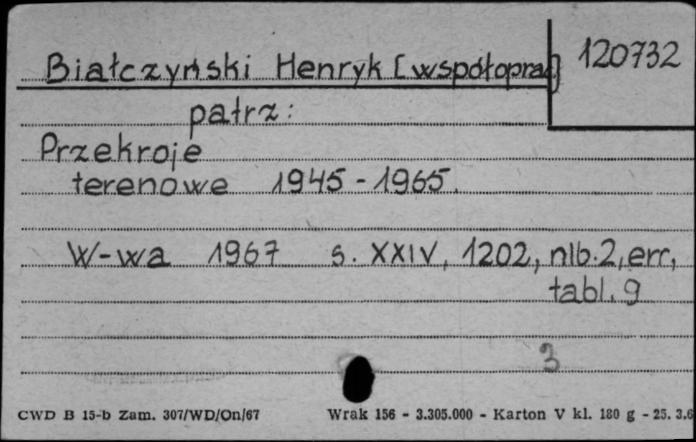 Białczyński Henryk [współoprac.]
120732
patrz:
Przekroje
terenowe 1945-1965.
W-wa 1967 s. XXIV, 1202, nlb. 2, err,
tabl. 9
3
CWD B 15-b Zam. 307/WD/On/67 Wrak 156 - 3.305.000 - Karton V kl. 180 g - 25. 3.6